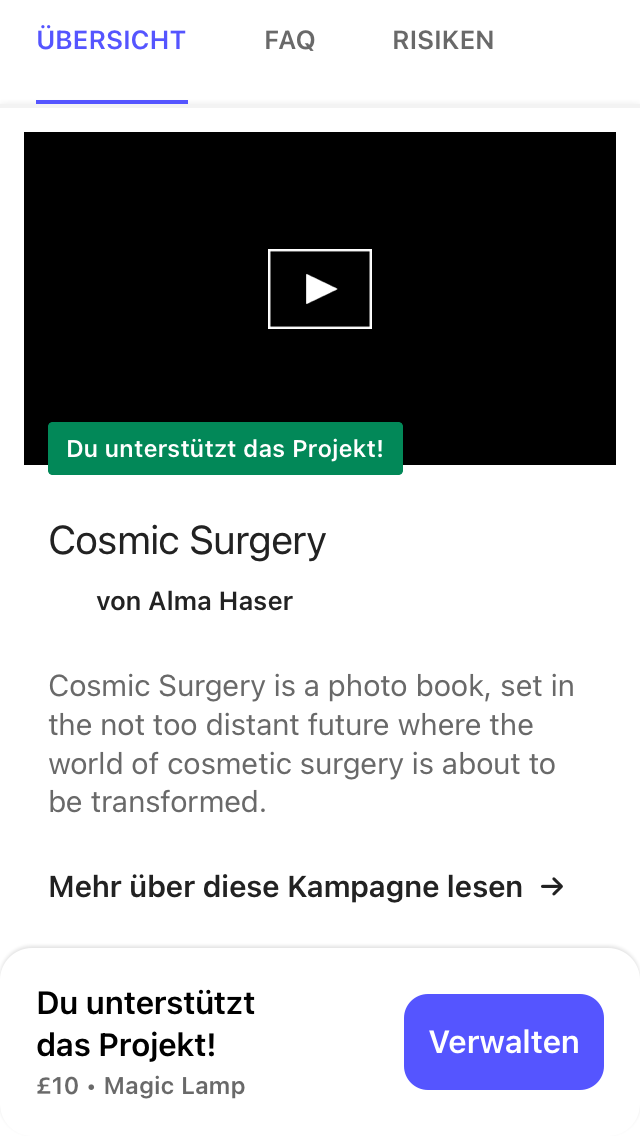 ÜBERSICHT FAQ RISIKEN
Du unterstützt das Projekt!
Cosmic Surgery
von Alma Haser
Cosmic Surgery is a photo book, set in
the not too distant future where the
world of cosmetic surgery is about to
be transformed.
Mehr über diese Kampagne lesen →
Du unterstützt
das Projekt!
£10 • Magic Lamp
Verwalten